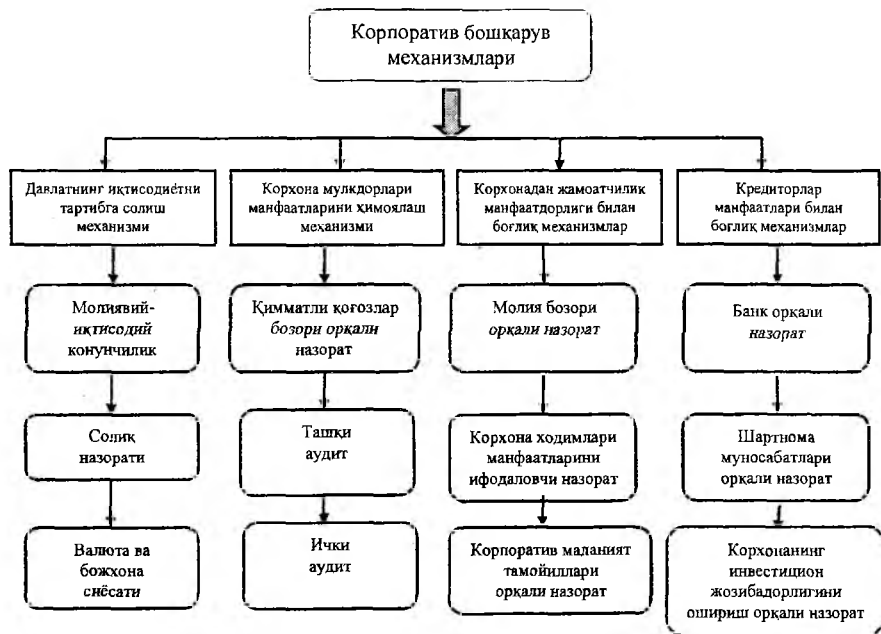 Корпоратив бошқарув
механизмлари
Давлатнинг иқтисодиётни
тартибга солиш
механизми
Корхона мулкдорлари
манфаатларини ҳимоялаш
механизми
Корхонадан жамоатчилик
манфаатдорлиги билан
боғлиқ механизмлар
Кредиторлар
манфаатлари билан
боғлиқ механизмлар
Молиявий-
иқтисодий
конунчилик
Қимматли қоғозлар
бозори орқали
назорат
Молия бозори
орқали назорат
Банк орқали
назорат
Солиқ
назорати
Ташқи
аудит
Корхона ходимлари
манфаатларини
ифодаловчи назорат
Шартнома
муносабатлари
орқали назорат
Валюта ва
божхона
сиёсати
Ички
аудит
Корпоратив маланият
тамойиллари
орқали назорат
Корхонанинг
инвестицион
жозибадорлигини
ошириш орқали назорат